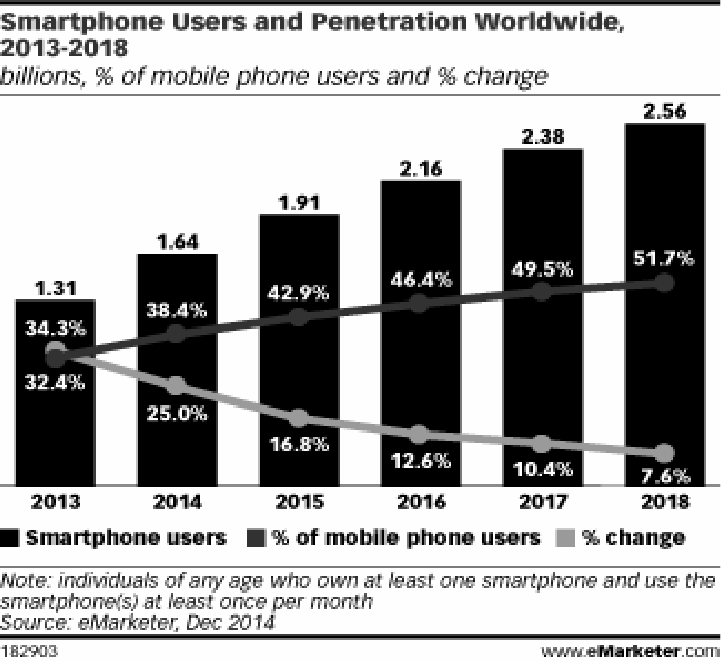 Smartphone Users and Penetration Worldwide,
2013-2018
billions, % of mobile phone users and % change
2.56
2.38
2.16
1.91
1.64
1.31
51.7%
49.5%
46.4%
42.9%
38.4%
34.3%
32.4%
25.0%
16.8%
12.6%
10.4%
7.6%
2013 2014 2015 2016 2017 2018
Smartphone users % of mobile phone users % change
Note: individuals of any age who own at least one smartphone and use the
smartphone(s) at least once per month
Source: eMarketer, Dec 2014
182903 www.eMarketer.com